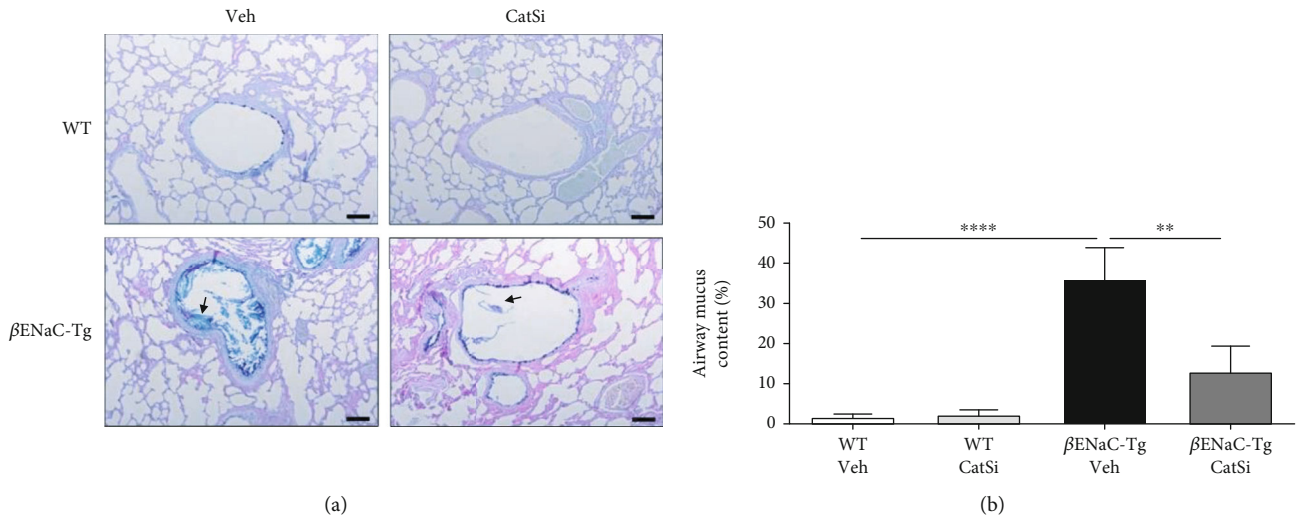 Veh
CatSi
WT
βENaC-Tg
(a)
Airway mucus
content (%)
50
40
30
20
10
0
****
**
WT
Veh
WT
CatSi
βENaC-Tg
Veh
βENaC-Tg
CatSi
(b)